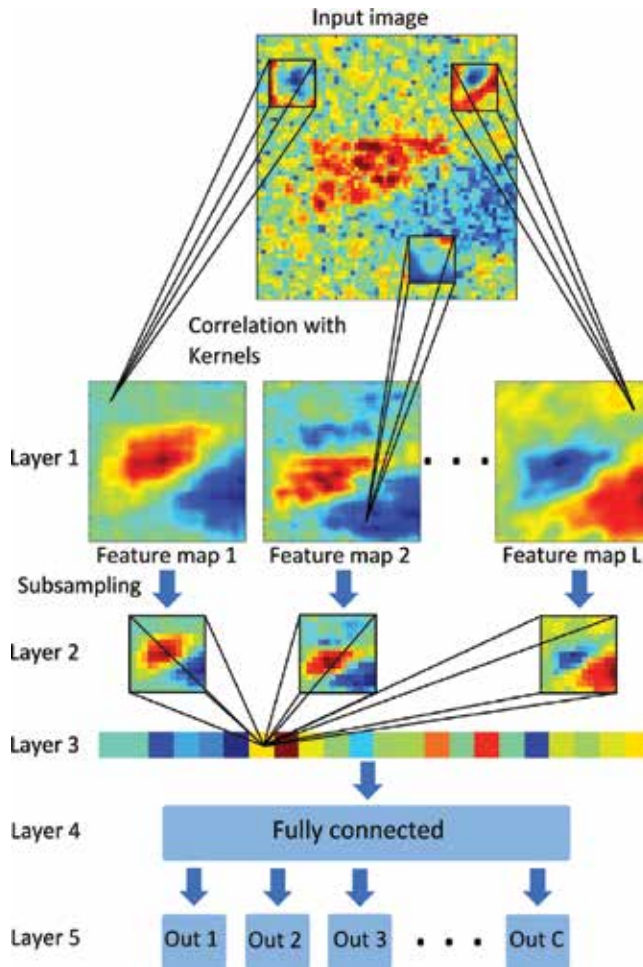 Input image
Correlation with
Kernels
Layer 1
Feature map 1
Feature map 2
Feature map L
Subsampling
Layer 2
Layer 3
Layer 4
Fully connected
Layer 5
Out 1
Out 2
Out 3
Out C